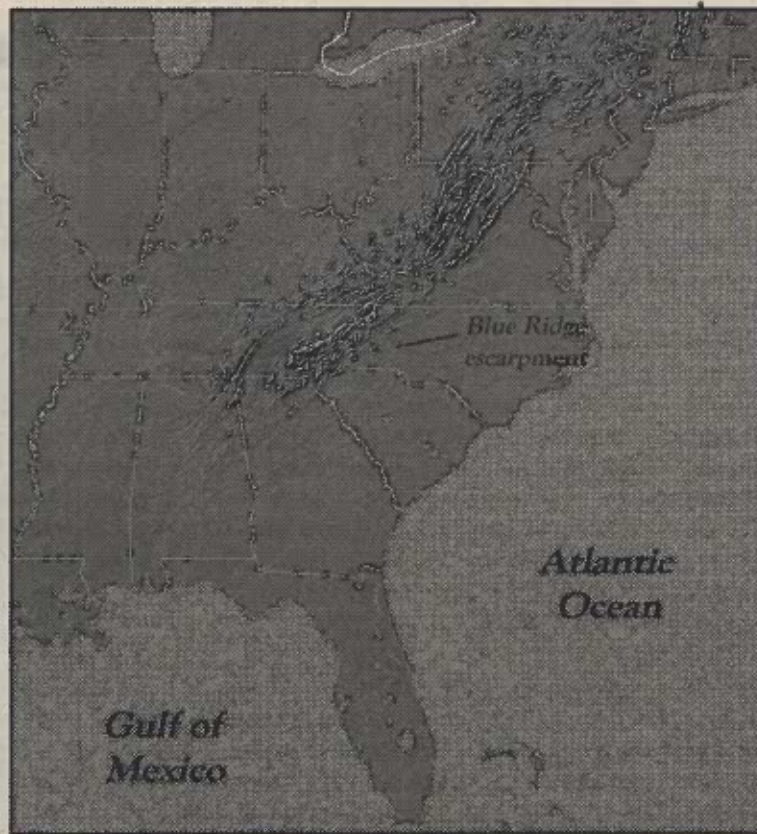 Blue Ridge
escarpment
Atlantic
Ocean
Gulf of
Mexico